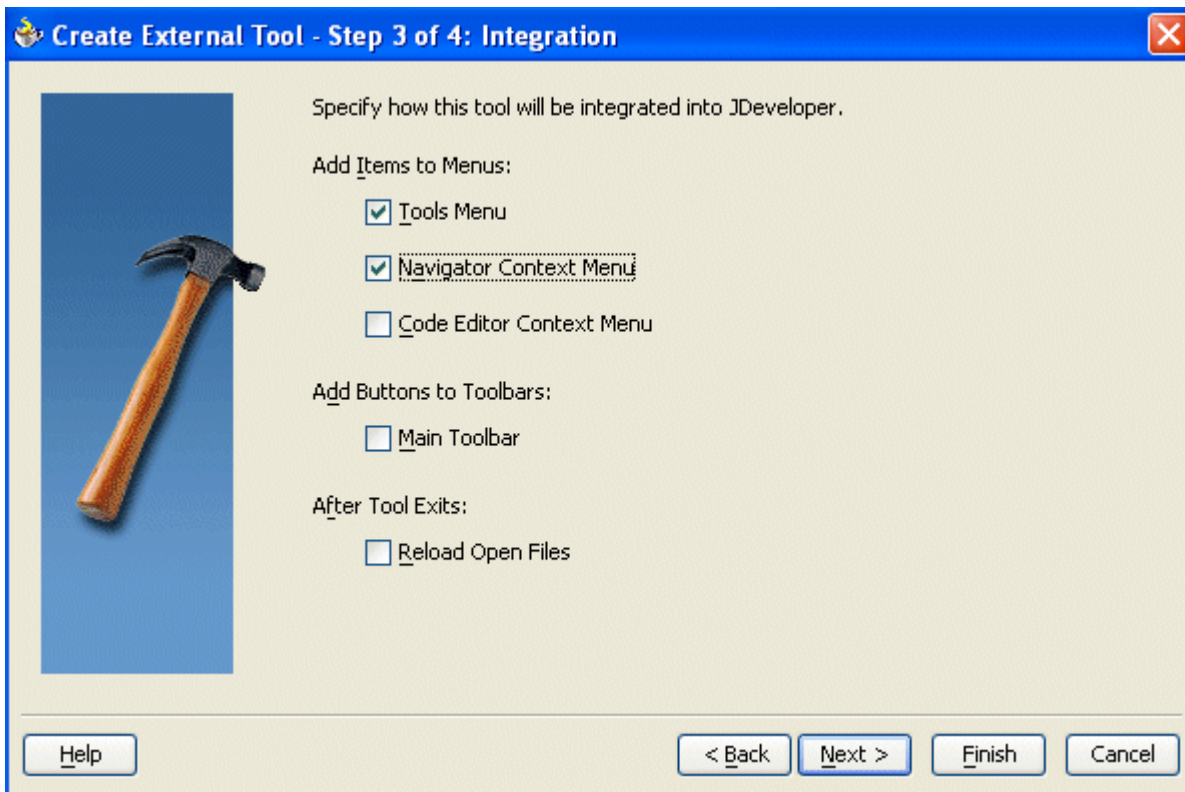 Create External Tool - Step 3 of 4: Integration
Specify how this tool will be integrated into JDeveloper.
Add Items to Menus:
Tools Menu
Navigator Context Menu
Code Editor Context Menu
Add Buttons to Toolbars:
Main Toolbar
After Tool Exits:
Reload Open Files
Help
< Back
Next >
Finish
Cancel